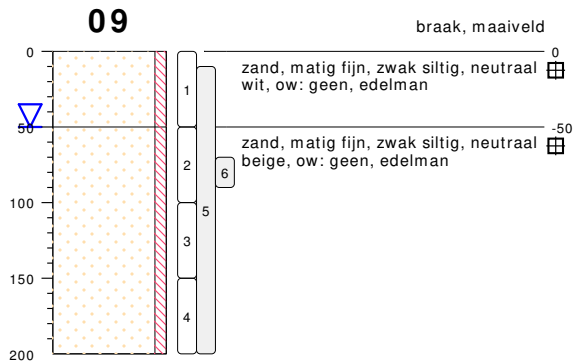 09
braak, maaiveld
0
0
zand, matig fijn, zwak siltig, neutraal
wit, ow: geen, edelman
1
50
-50
zand, matig fijn, zwak siltig, neutraal
beige, ow: geen, edelman
2
6
100
5
3
150
4
200